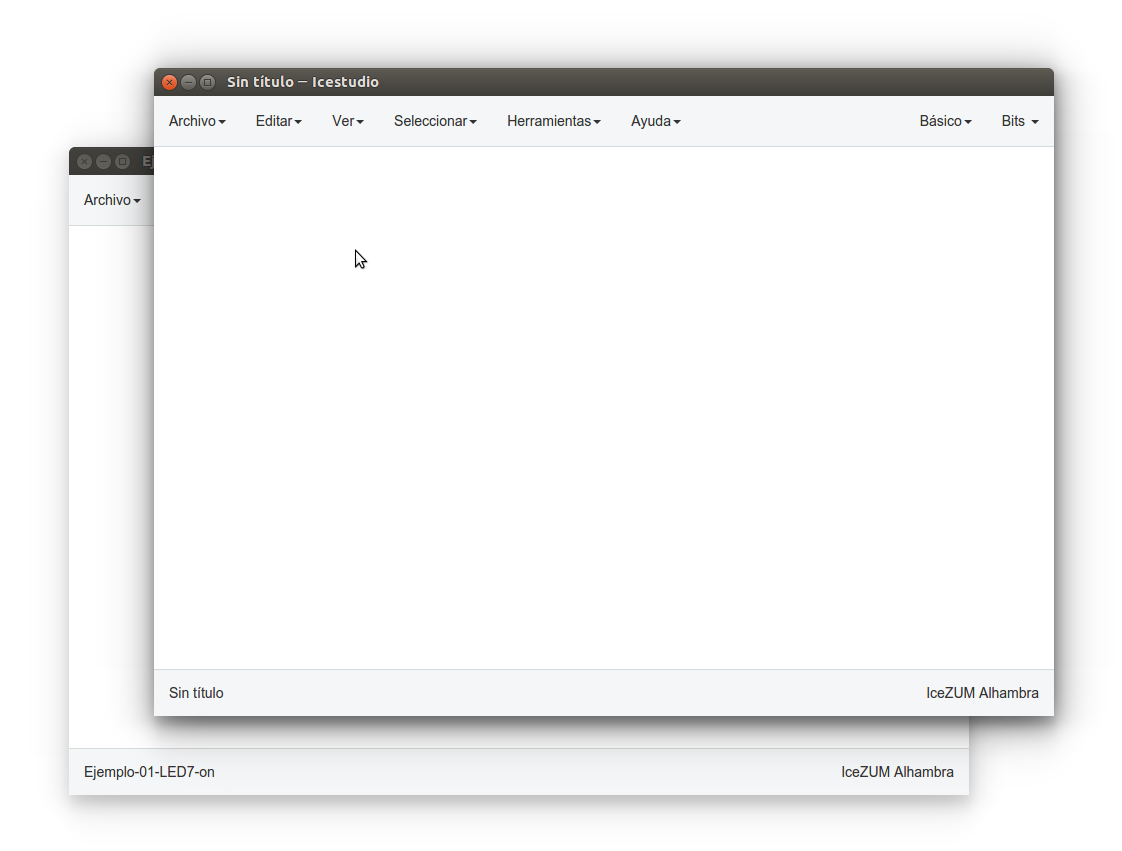 Sin título – Icestudio
Archivo Editar Ver Seleccionar Herramientas Ayuda Básico Bits
Archivo
Sin título IceZUM Alhambra
Ejemplo-01-LED7-on IceZUM Alhambra